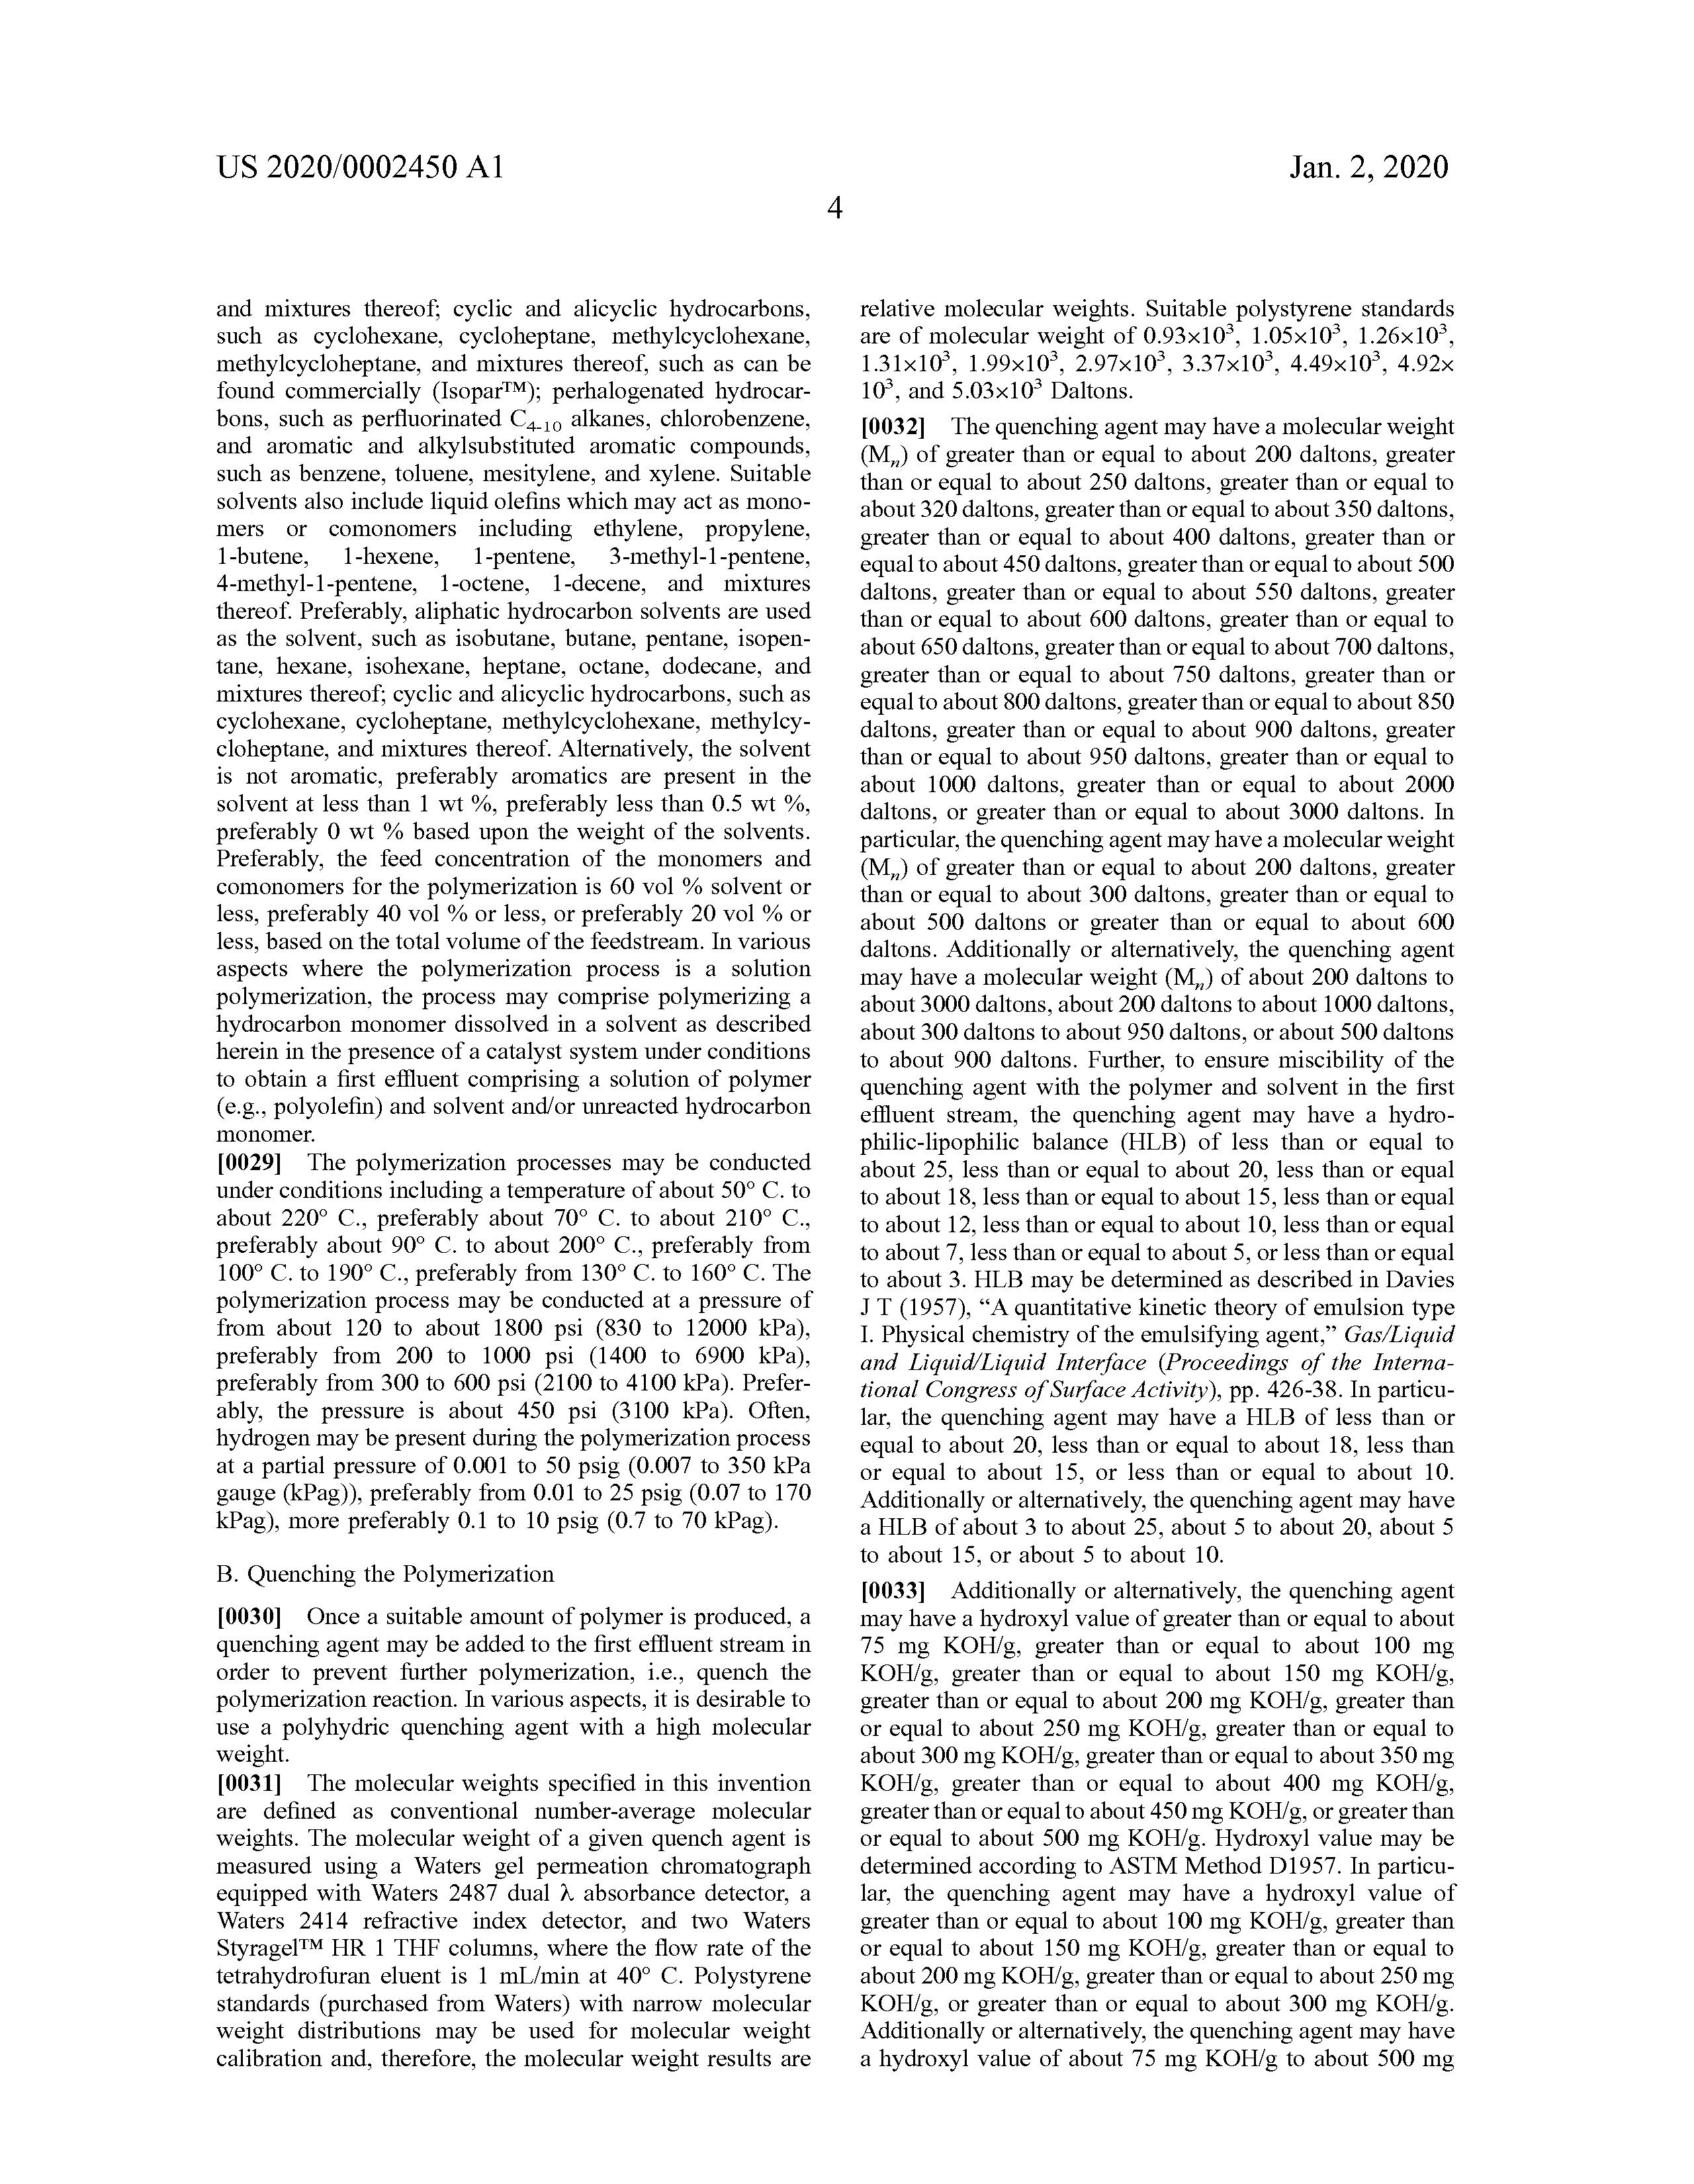 US 2020/0002450 A1
Jan. 2, 2020
4
and mixtures thereof; cyclic and alicyclic hydrocarbons,
such as cyclohexane, cycloheptane, methylcyclohexane,
methylcycloheptane, and mixtures thereof, such as can be
found commercially (Isopar™); perhalogenated hydrocar-
bons, such as perfluorinated C₄₋₁₀ alkanes, chlorobenzene,
and aromatic and alkylsubstituted aromatic compounds,
such as benzene, toluene, mesitylene, and xylene. Suitable
solvents also include liquid olefins which may act as mono-
mers or comonomers including ethylene, propylene,
1-butene, 1-hexene, 1-pentene, 3-methyl-1-pentene,
4-methyl-1-pentene, 1-octene, 1-decene, and mixtures
thereof. Preferably, aliphatic hydrocarbon solvents are used
as the solvent, such as isobutane, butane, pentane, isopen-
tane, hexane, isohexane, heptane, octane, dodecane, and
mixtures thereof; cyclic and alicyclic hydrocarbons, such as
cyclohexane, cycloheptane, methylcyclohexane, methylcy-
cloheptane, and mixtures thereof. Alternatively, the solvent
is not aromatic, preferably aromatics are present in the
solvent at less than 1 wt %, preferably less than 0.5 wt %,
preferably 0 wt % based upon the weight of the solvents.
Preferably, the feed concentration of the monomers and
comonomers for the polymerization is 60 vol % solvent or
less, preferably 40 vol % or less, or preferably 20 vol % or
less, based on the total volume of the feedstream. In various
aspects where the polymerization process is a solution
polymerization, the process may comprise polymerizing a
hydrocarbon monomer dissolved in a solvent as described
herein in the presence of a catalyst system under conditions
to obtain a first effluent comprising a solution of polymer
(e.g., polyolefin) and solvent and/or unreacted hydrocarbon
monomer.
[0029] The polymerization processes may be conducted
under conditions including a temperature of about 50° C. to
about 220° C., preferably about 70° C. to about 210° C.,
preferably about 90° C. to about 200° C., preferably from
100° C. to 190° C., preferably from 130° C. to 160° C. The
polymerization process may be conducted at a pressure of
from about 120 to about 1800 psi (830 to 12000 kPa),
preferably from 200 to 1000 psi (1400 to 6900 kPa),
preferably from 300 to 600 psi (2100 to 4100 kPa). Prefer-
ably, the pressure is about 450 psi (3100 kPa). Often,
hydrogen may be present during the polymerization process
at a partial pressure of 0.001 to 50 psig (0.007 to 350 kPa
gauge (kPag)), preferably from 0.01 to 25 psig (0.07 to 170
kPag), more preferably 0.1 to 10 psig (0.7 to 70 kPag).
B. Quenching the Polymerization
[0030] Once a suitable amount of polymer is produced, a
quenching agent may be added to the first effluent stream in
order to prevent further polymerization, i.e., quench the
polymerization reaction. In various aspects, it is desirable to
use a polyhydric quenching agent with a high molecular
weight.
[0031] The molecular weights specified in this invention
are defined as conventional number-average molecular
weights. The molecular weight of a given quench agent is
measured using a Waters gel permeation chromatograph
equipped with Waters 2487 dual λ absorbance detector, a
Waters 2414 refractive index detector, and two Waters
Styragel™ HR 1 THF columns, where the flow rate of the
tetrahydrofuran eluent is 1 mL/min at 40° C. Polystyrene
standards (purchased from Waters) with narrow molecular
weight distributions may be used for molecular weight
calibration and, therefore, the molecular weight results are
relative molecular weights. Suitable polystyrene standards
are of molecular weight of 0.93x10³, 1.05x10³, 1.26x10³,
1.31x10³, 1.99x10³, 2.97x10³, 3.37x10³, 4.49x10³, 4.92x
10³, and 5.03x10³ Daltons.
[0032] The quenching agent may have a molecular weight
(Mₙ) of greater than or equal to about 200 daltons, greater
than or equal to about 250 daltons, greater than or equal to
about 320 daltons, greater than or equal to about 350 daltons,
greater than or equal to about 400 daltons, greater than or
equal to about 450 daltons, greater than or equal to about 500
daltons, greater than or equal to about 550 daltons, greater
than or equal to about 600 daltons, greater than or equal to
about 650 daltons, greater than or equal to about 700 daltons,
greater than or equal to about 750 daltons, greater than or
equal to about 800 daltons, greater than or equal to about 850
daltons, greater than or equal to about 900 daltons, greater
than or equal to about 950 daltons, greater than or equal to
about 1000 daltons, greater than or equal to about 2000
daltons, or greater than or equal to about 3000 daltons. In
particular, the quenching agent may have a molecular weight
(Mₙ) of greater than or equal to about 200 daltons, greater
than or equal to about 300 daltons, greater than or equal to
about 500 daltons or greater than or equal to about 600
daltons. Additionally or alternatively, the quenching agent
may have a molecular weight (Mₙ) of about 200 daltons to
about 3000 daltons, about 200 daltons to about 1000 daltons,
about 300 daltons to about 950 daltons, or about 500 daltons
to about 900 daltons. Further, to ensure miscibility of the
quenching agent with the polymer and solvent in the first
effluent stream, the quenching agent may have a hydro-
philic-lipophilic balance (HLB) of less than or equal to
about 25, less than or equal to about 20, less than or equal
to about 18, less than or equal to about 15, less than or equal
to about 12, less than or equal to about 10, less than or equal
to about 7, less than or equal to about 5, or less than or equal
to about 3. HLB may be determined as described in Davies
J T (1957), “A quantitative kinetic theory of emulsion type
I. Physical chemistry of the emulsifying agent,” Gas/Liquid
and Liquid/Liquid Interface (Proceedings of the Interna-
tional Congress of Surface Activity), pp. 426-38. In particu-
lar, the quenching agent may have a HLB of less than or
equal to about 20, less than or equal to about 18, less than
or equal to about 15, or less than or equal to about 10.
Additionally or alternatively, the quenching agent may have
a HLB of about 3 to about 25, about 5 to about 20, about 5
to about 15, or about 5 to about 10.
[0033] Additionally or alternatively, the quenching agent
may have a hydroxyl value of greater than or equal to about
75 mg KOH/g, greater than or equal to about 100 mg
KOH/g, greater than or equal to about 150 mg KOH/g,
greater than or equal to about 200 mg KOH/g, greater than
or equal to about 250 mg KOH/g, greater than or equal to
about 300 mg KOH/g, greater than or equal to about 350 mg
KOH/g, greater than or equal to about 400 mg KOH/g,
greater than or equal to about 450 mg KOH/g, or greater than
or equal to about 500 mg KOH/g. Hydroxyl value may be
determined according to ASTM Method D1957. In particu-
lar, the quenching agent may have a hydroxyl value of
greater than or equal to about 100 mg KOH/g, greater than
or equal to about 150 mg KOH/g, greater than or equal to
about 200 mg KOH/g, greater than or equal to about 250 mg
KOH/g, or greater than or equal to about 300 mg KOH/g.
Additionally or alternatively, the quenching agent may have
a hydroxyl value of about 75 mg KOH/g to about 500 mg